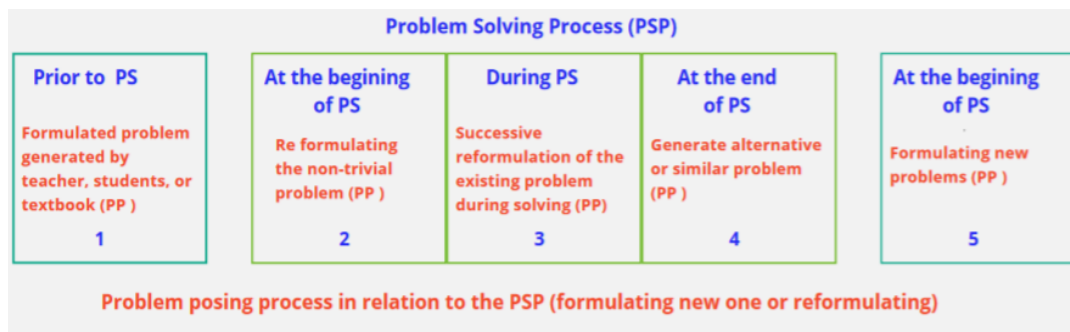 Problem Solving Process (PSP)
Prior to PS
Formulated problem
generated by
teacher, students, or
textbook (PP )
1
At the begining
of PS
Re formulating
the non-trivial
problem (PP )
2
During PS
Successive
reformulation of the
existing problem
during solving (PP)
3
At the end
of PS
Generate alternative
or similar problem
(PP )
4
At the begining
of PS
Formulating new
problems (PP )
5
Problem posing process in relation to the PSP (formulating new one or reformulating)